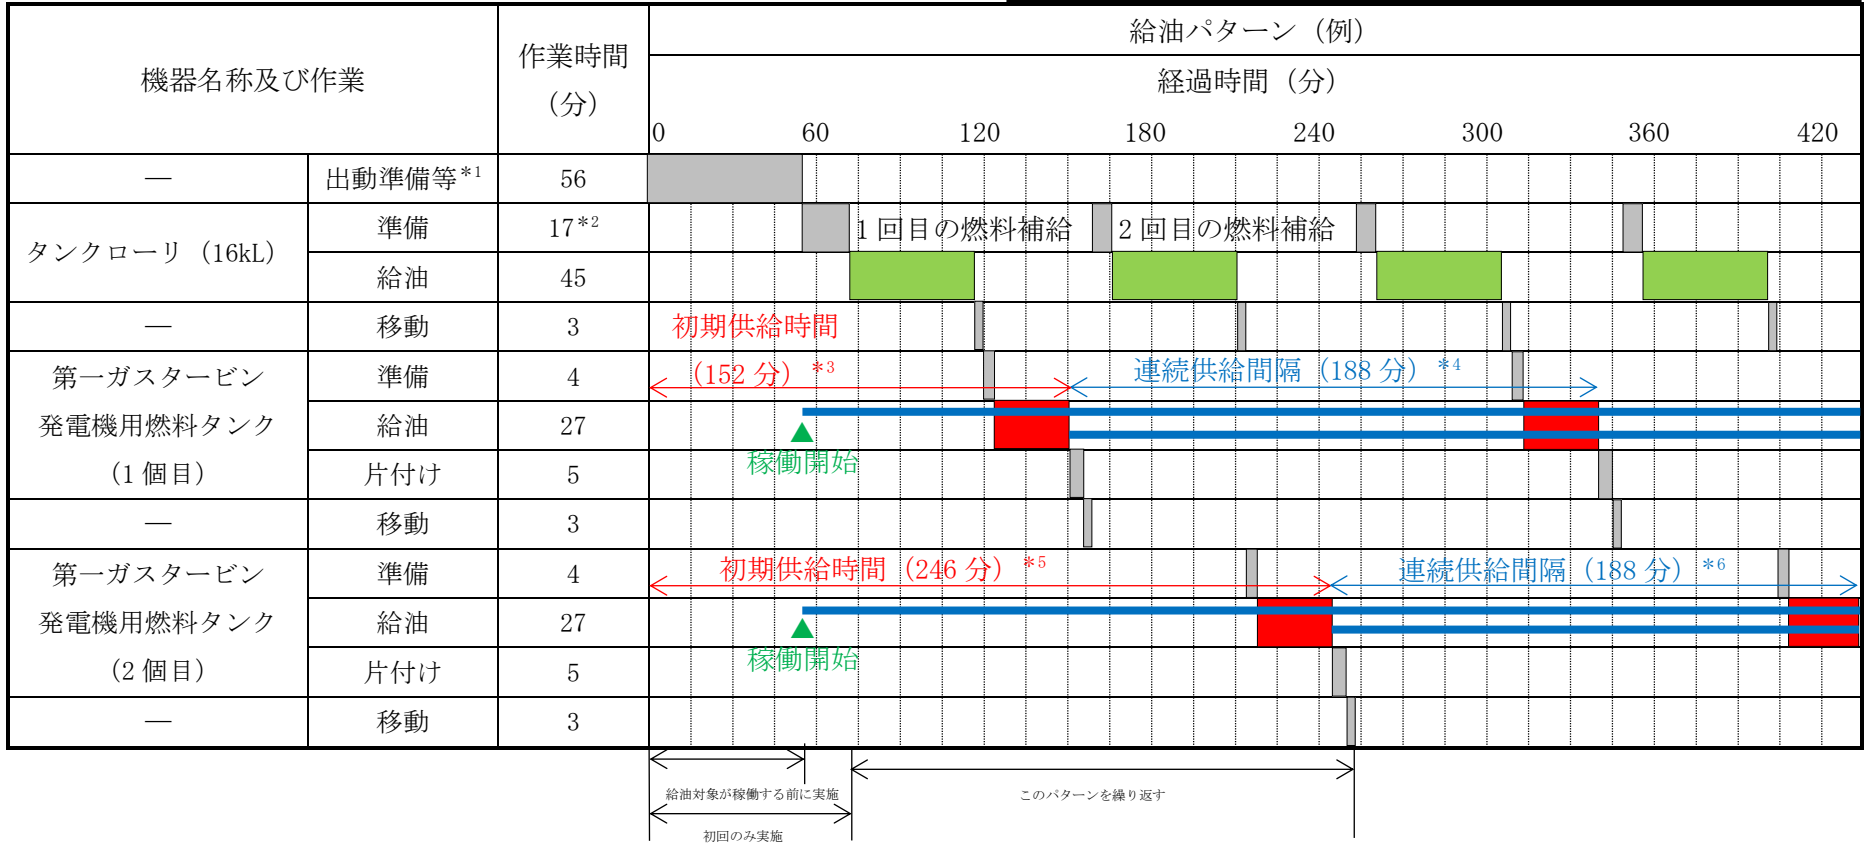 給油パターン（例）
機器名称及び作業
作業時間
（分）
経過時間（分）
0 60 120 180 240 300 360 420
― 出動準備等*1 56
タンクローリ（16kL）
準備 17*2 1回目の燃料補給 2回目の燃料補給
給油 45
― 移動 3 初期供給時間
第一ガスタービン
発電機用燃料タンク
（1個目）
準備 4 （152分）*3 連続供給間隔（188分）*4
給油 27
稼働開始
片付け 5
― 移動 3
第一ガスタービン
発電機用燃料タンク
（2個目）
準備 4 初期供給時間（246分）*5 連続供給間隔（188分）*6
給油 27
稼働開始
片付け 5
― 移動 3
給油対象が稼働する前に実施
このパターンを繰り返す
初回のみ実施